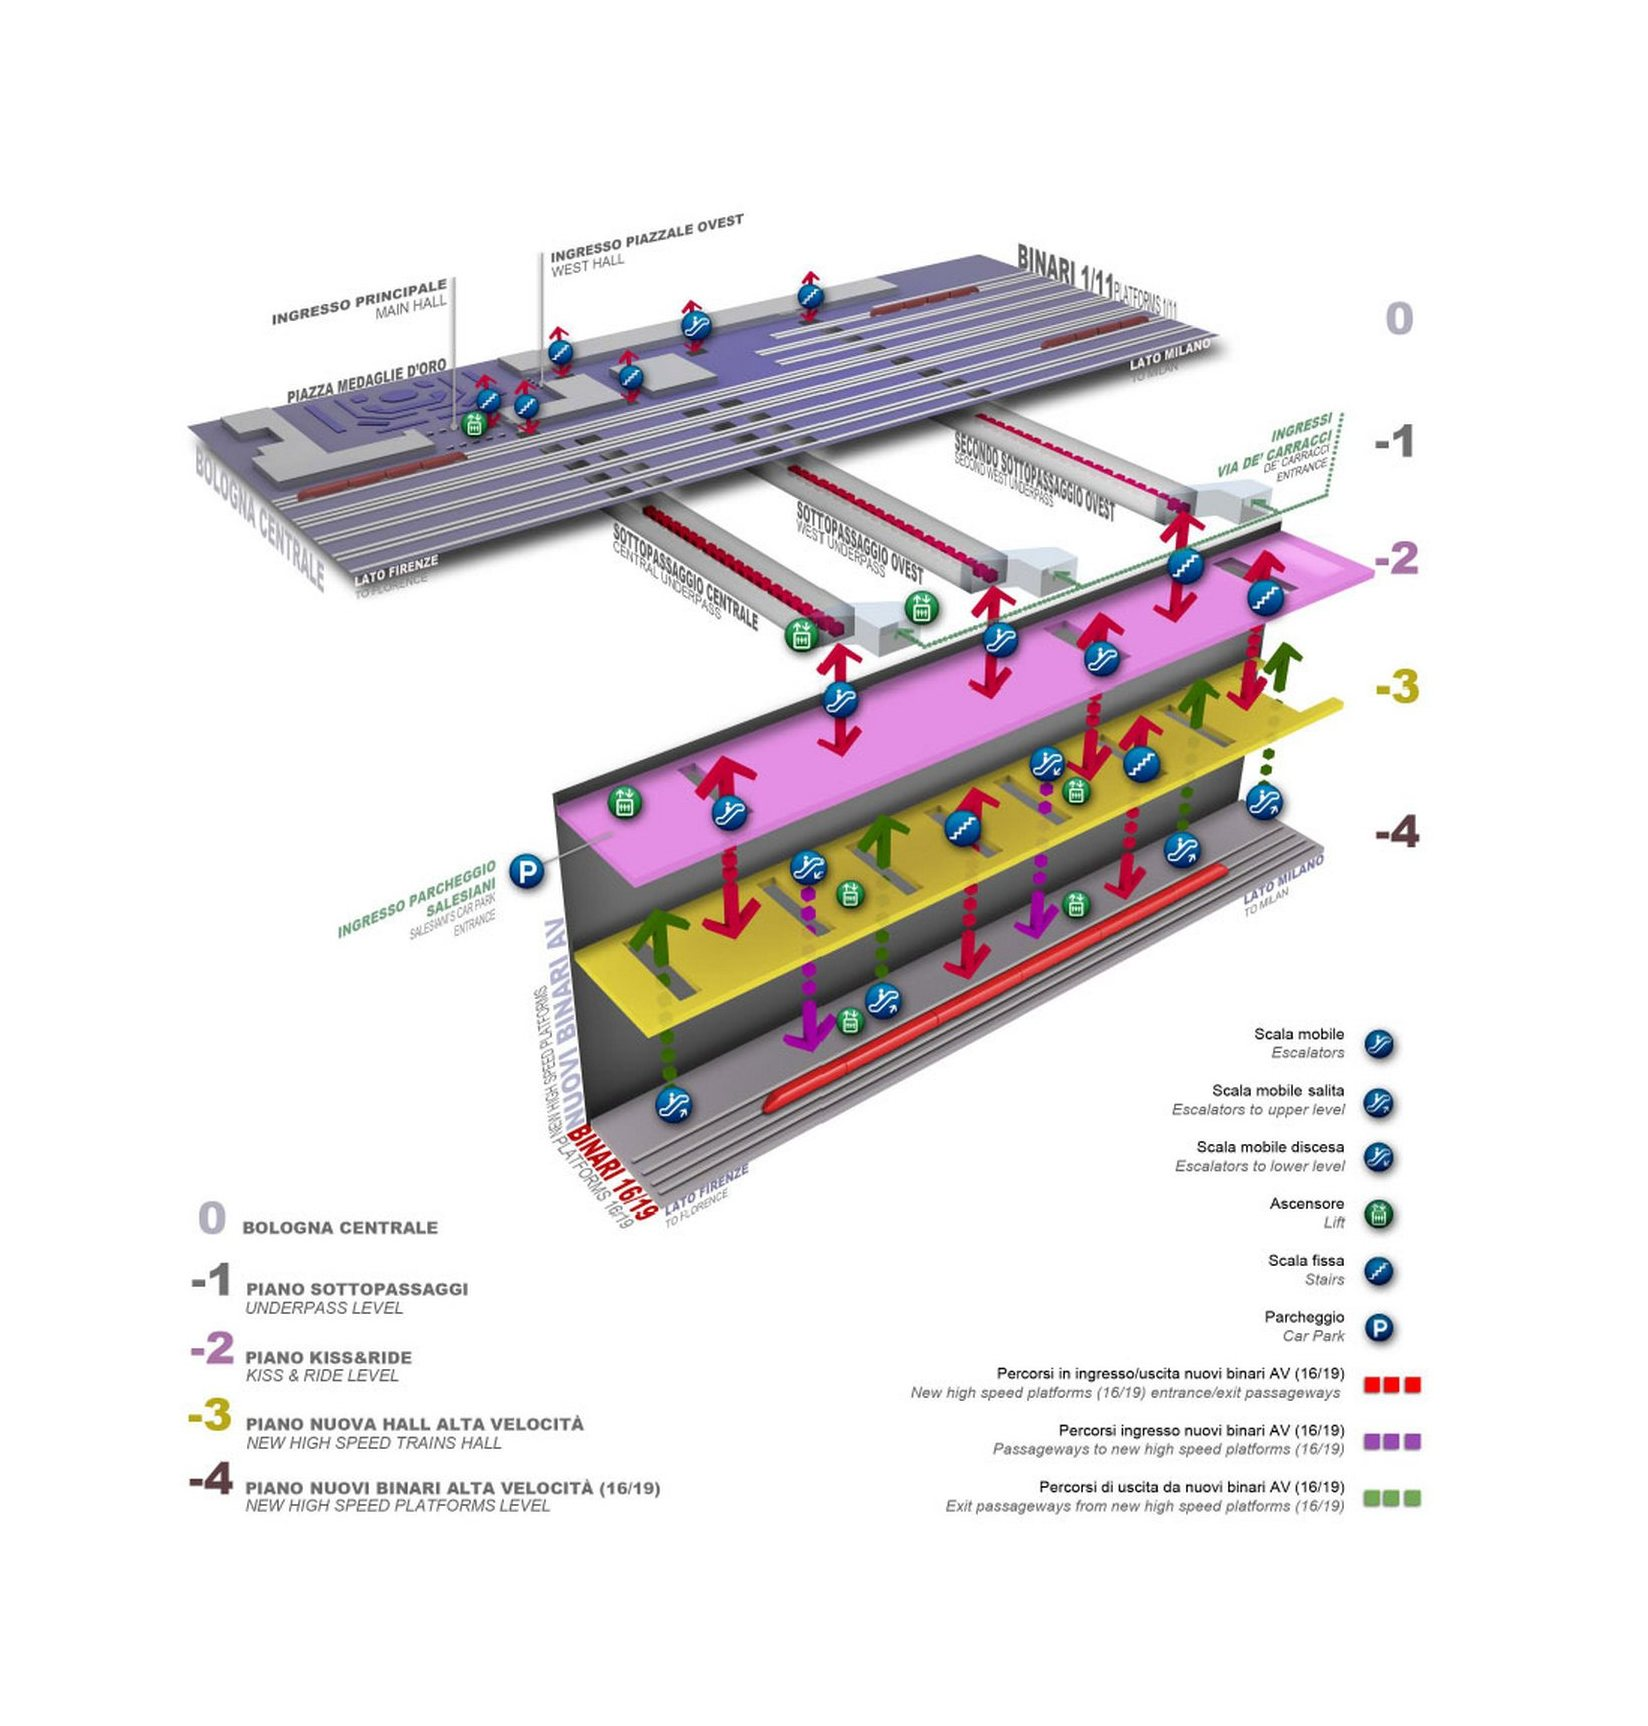 INGRESSO PIAZZALE OVEST
WEST HALL
INGRESSO PRINCIPALE
MAIN HALL
PIAZZA MEDAGLIE D'ORO
BINARI 1/11 PLATFORMS 1/11
LATO MILANO
TO MILAN
BOLOGNA CENTRALE
LATO FIRENZE
TO FLORENCE
0
-1
-2
-3
-4
SECONDO SOTTOPASSAGGIO OVEST
SECOND WEST UNDERPASS
SOTTOPASSAGGIO OVEST
WEST UNDERPASS
SOTTOPASSAGGIO CENTRALE
CENTRAL UNDERPASS
INGRESSI
VIA DE' CARRACCI
DE' CARRACCI
ENTRANCE
P
INGRESSO PARCHEGGIO
SALESIANI
SALESIANI'S CAR PARK
ENTRANCE
NUOVI BINARI AV
NEW HIGH SPEED PLATFORMS
BINARI 16/19
PLATFORMS 16/19
LATO FIRENZE
TO FLORENCE
LATO MILANO
TO MILAN
0 BOLOGNA CENTRALE
-1 PIANO SOTTOPASSAGGI
UNDERPASS LEVEL
-2 PIANO KISS&RIDE
KISS & RIDE LEVEL
-3 PIANO NUOVA HALL ALTA VELOCITÀ
NEW HIGH SPEED TRAINS HALL
-4 PIANO NUOVI BINARI ALTA VELOCITÀ (16/19)
NEW HIGH SPEED PLATFORMS LEVEL
Scala mobile
Escalators
Scala mobile salita
Escalators to upper level
Scala mobile discesa
Escalators to lower level
Ascensore
Lift
Scala fissa
Stairs
Parcheggio
Car Park
P
Percorsi in ingresso/uscita nuovi binari AV (16/19)
New high speed platforms (16/19) entrance/exit passageways
Percorsi ingresso nuovi binari AV (16/19)
Passageways to new high speed platforms (16/19)
Percorsi di uscita da nuovi binari AV (16/19)
Exit passageways from new high speed platforms (16/19)